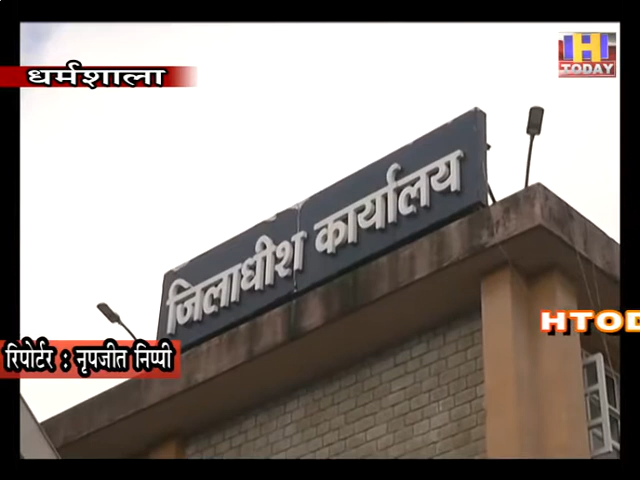 H
TODAY
धर्मशाला
जिलाधीश कार्यालय
HTOD
रिपोर्टर : नृपजीत निप्पी